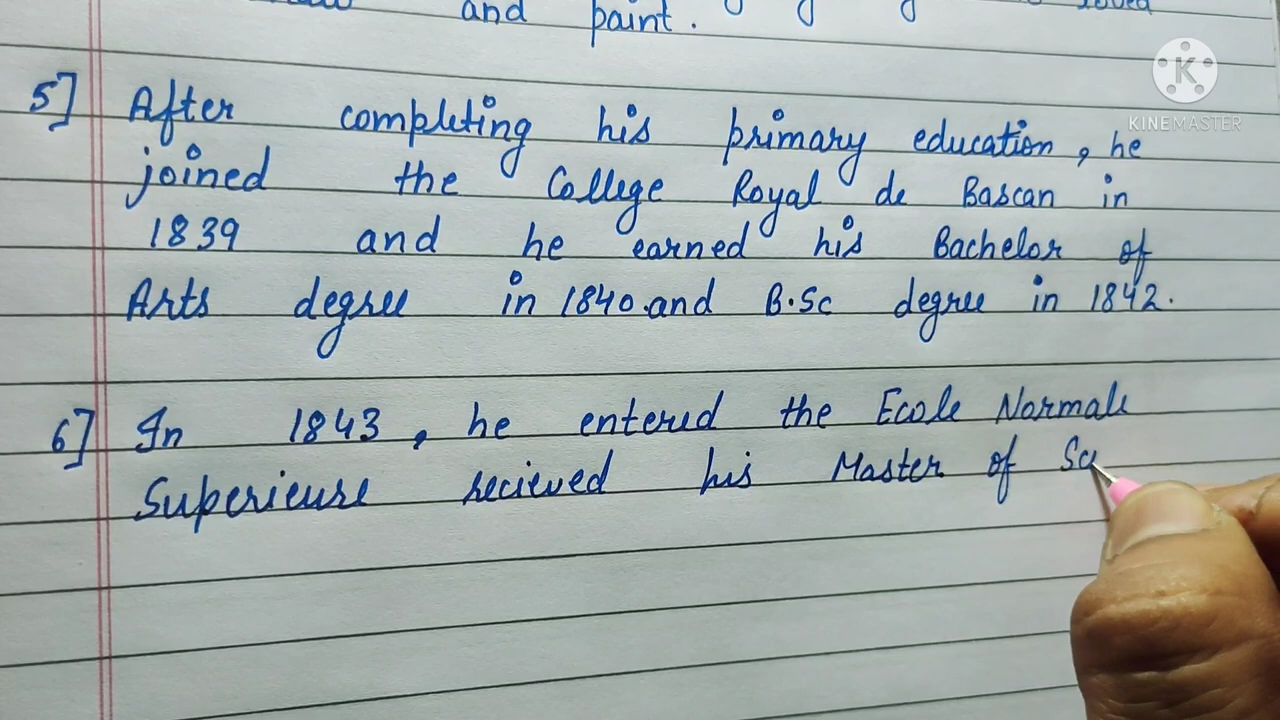 and paint.
5] After completing his primary education, he
joined the College Royal de Bascan in
1839 and he earned his Bachelor of
Arts degree in 1840.and B.Sc degree in 1842.
6] In 1843, he entered the Ecole Normale
Superieure recieved his Master of Sc
KINEMASTER